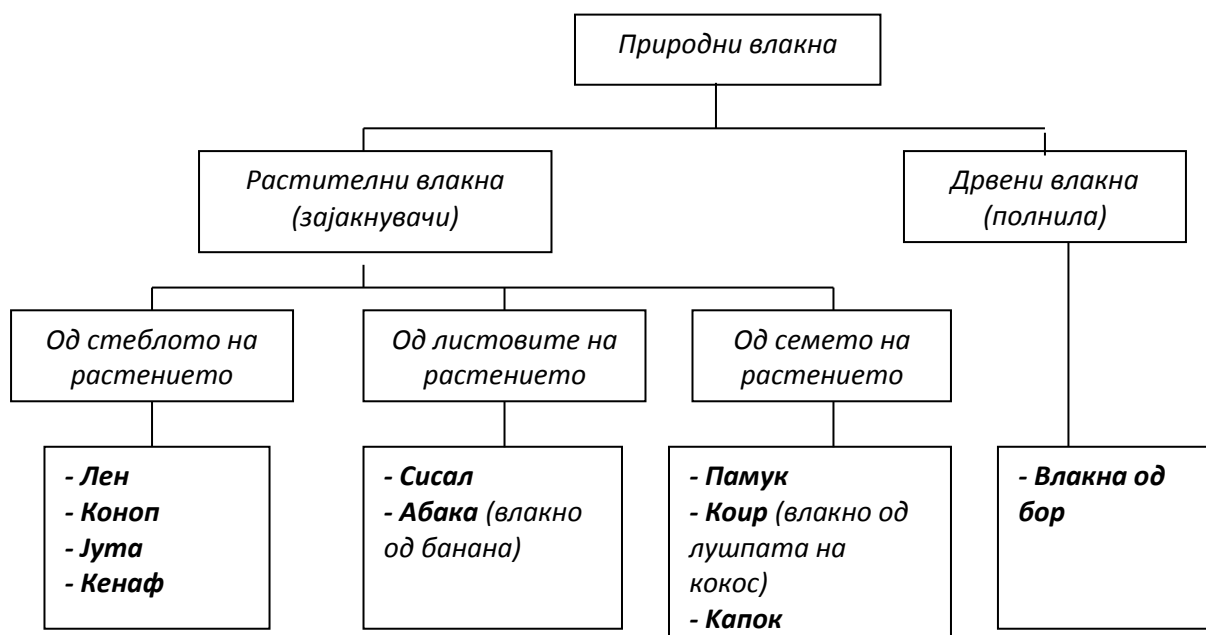 Природни влакна
Растителни влакна
(зајакнувачи)
Дрвени влакна
(полнила)
Од стеблото на
растението
Од листовите на
растението
Од семето на
растението
- Лен
- Коноп
- Јута
- Кенаф
- Сисал
- Абака (влакно
од банана)
- Памук
- Коир (влакно од
лушпата на
кокос)
- Капок
- Влакна од
бор